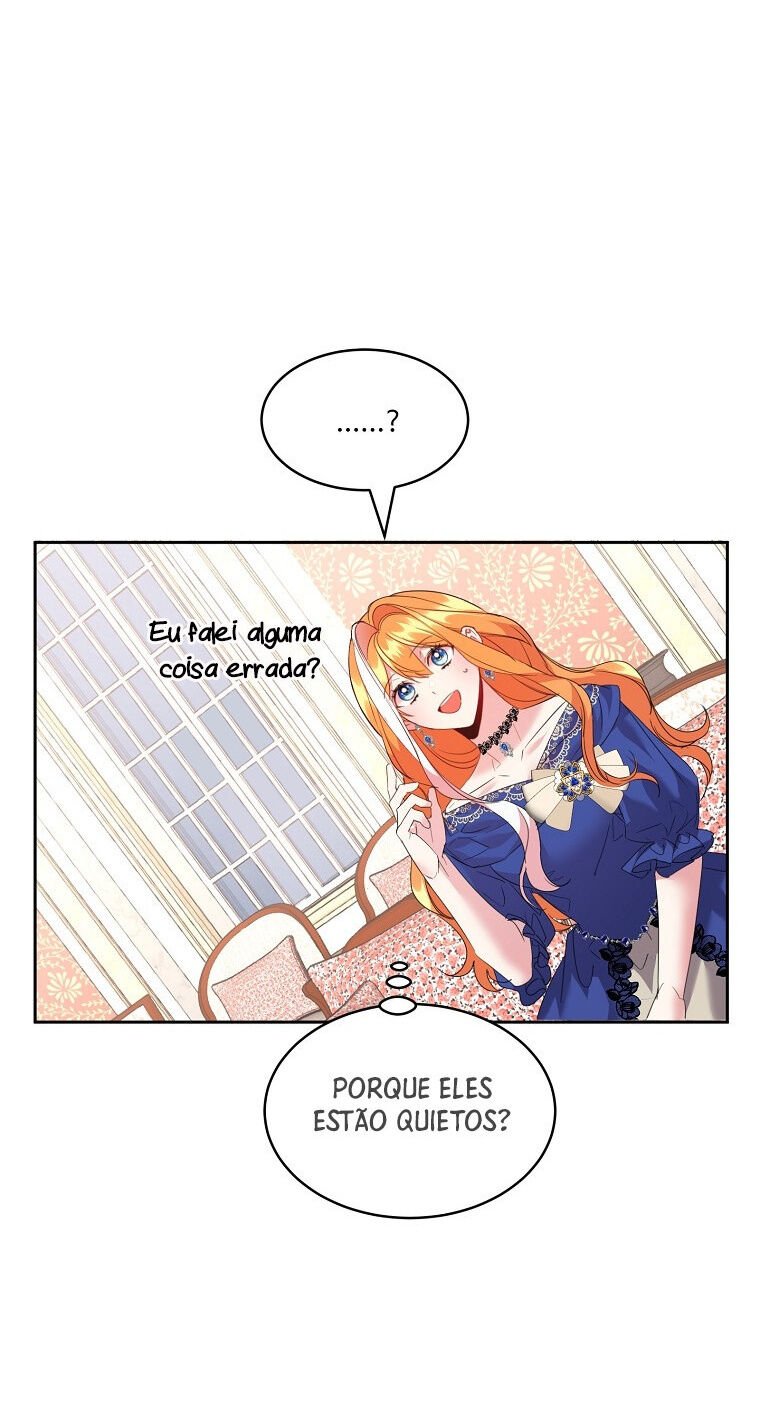 ......?
Eu falei alguma
coisa errada?
PORQUE ELES
ESTÃO QUIETOS?